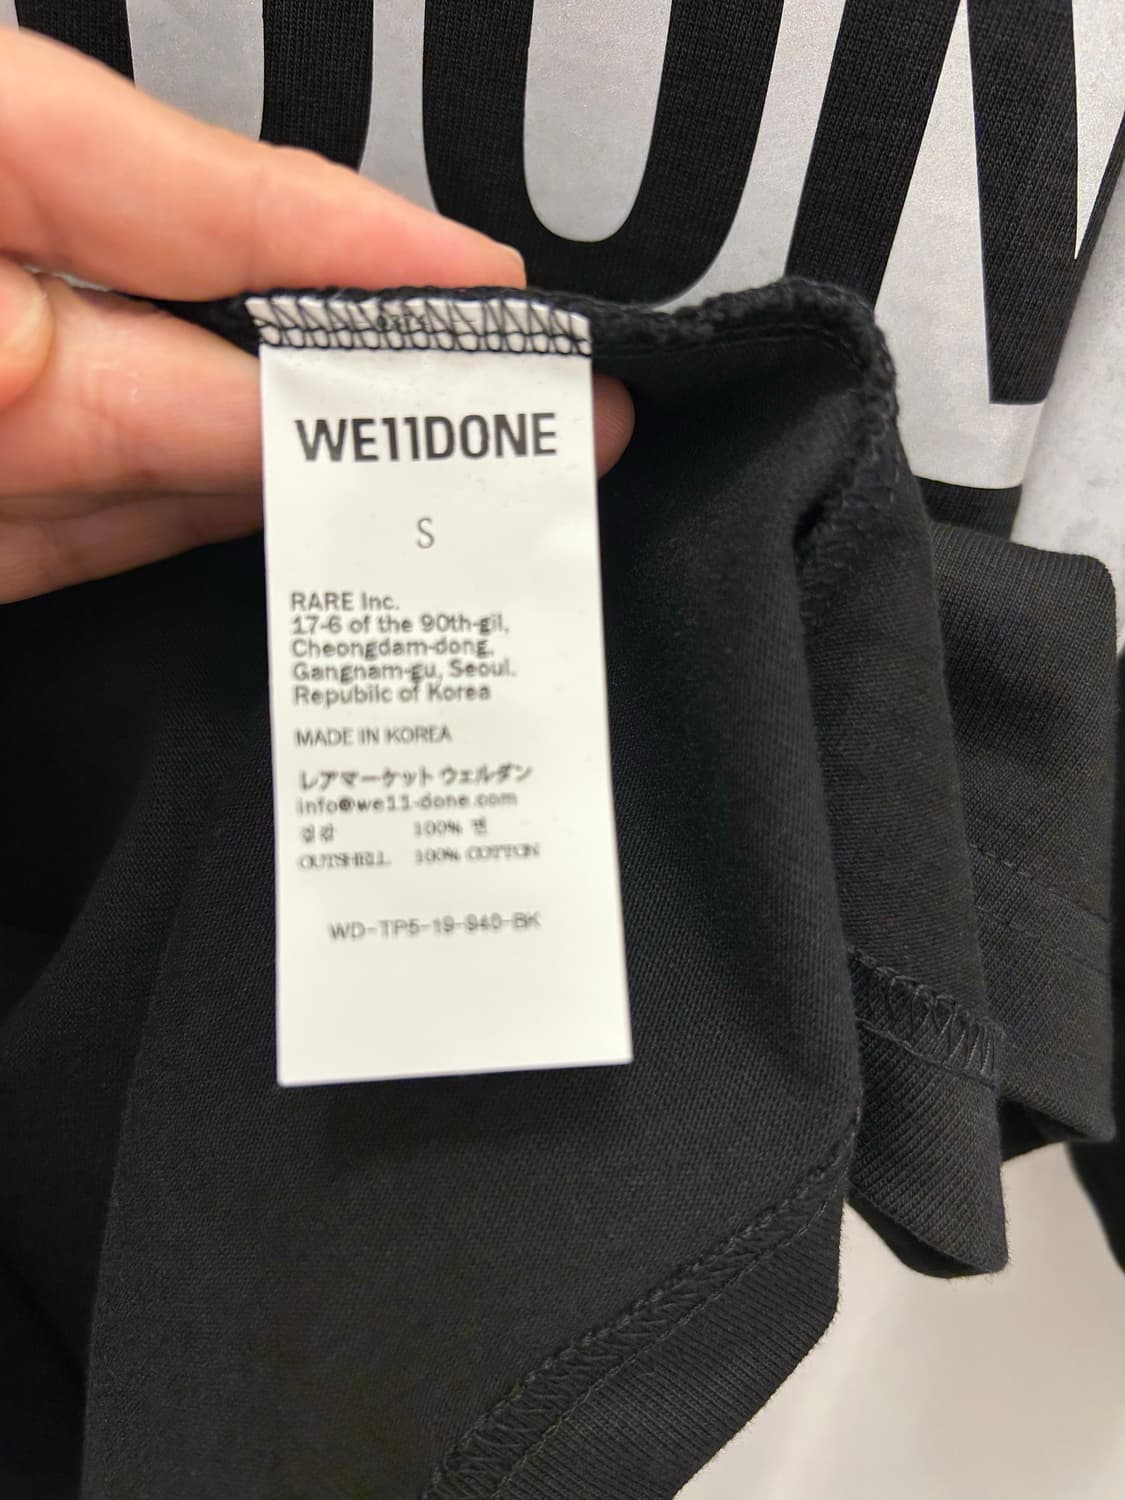 WE11DONE
S
RARE Inc.
17-6 of the 90th-gil,
Cheongdam-dong,
Gangnam-gu, Seoul.
Republic of Korea
MADE IN KOREA
レアマーケット ウェルダン
info@we11-done.com
겉감 100% 면
OUTSHELL 100% COTTON
WD-TP5-19-940-BK